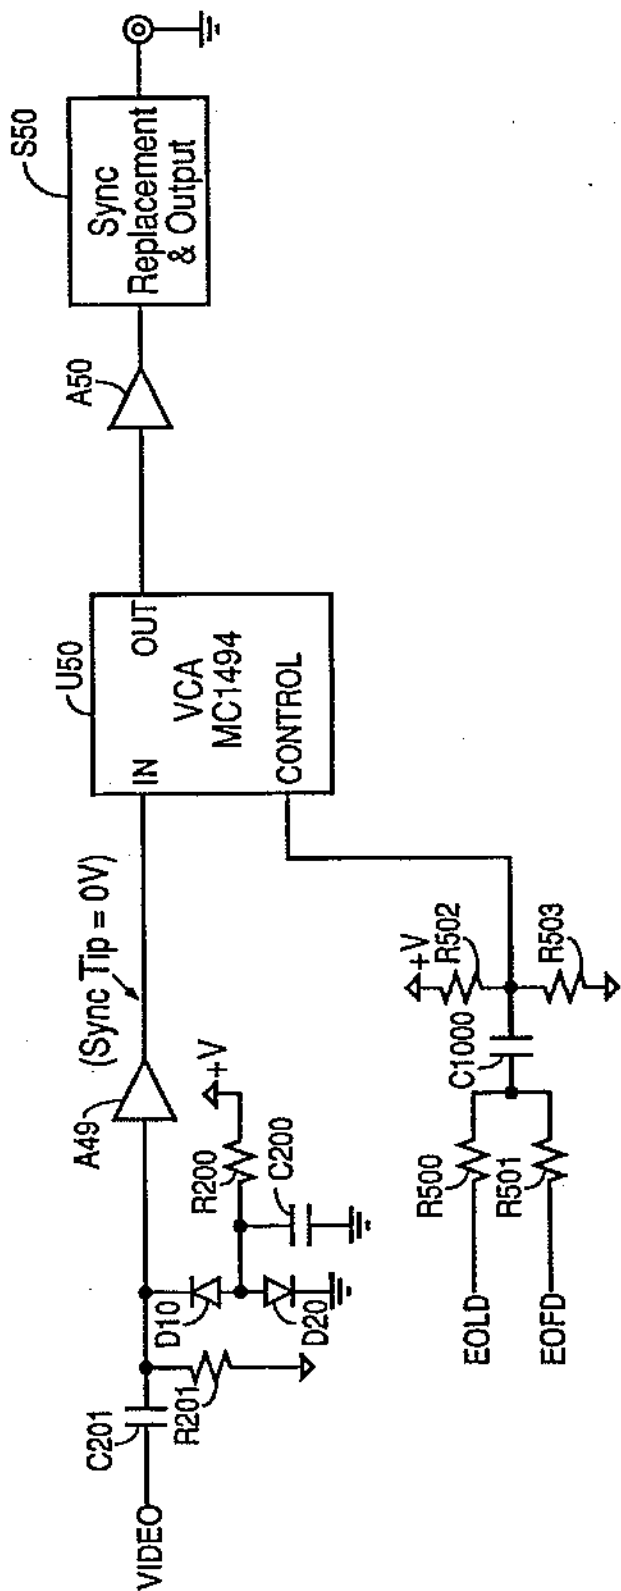 VIDEO
C201
R201
D10
D20
R200
+V
C200
A49
(Sync Tip = 0V)
U50
IN
OUT
VCA
MC1494
CONTROL
A50
S50
Sync
Replacement
& Output
EOLD
EOFD
R500
R501
C1000
+V
R502
R503